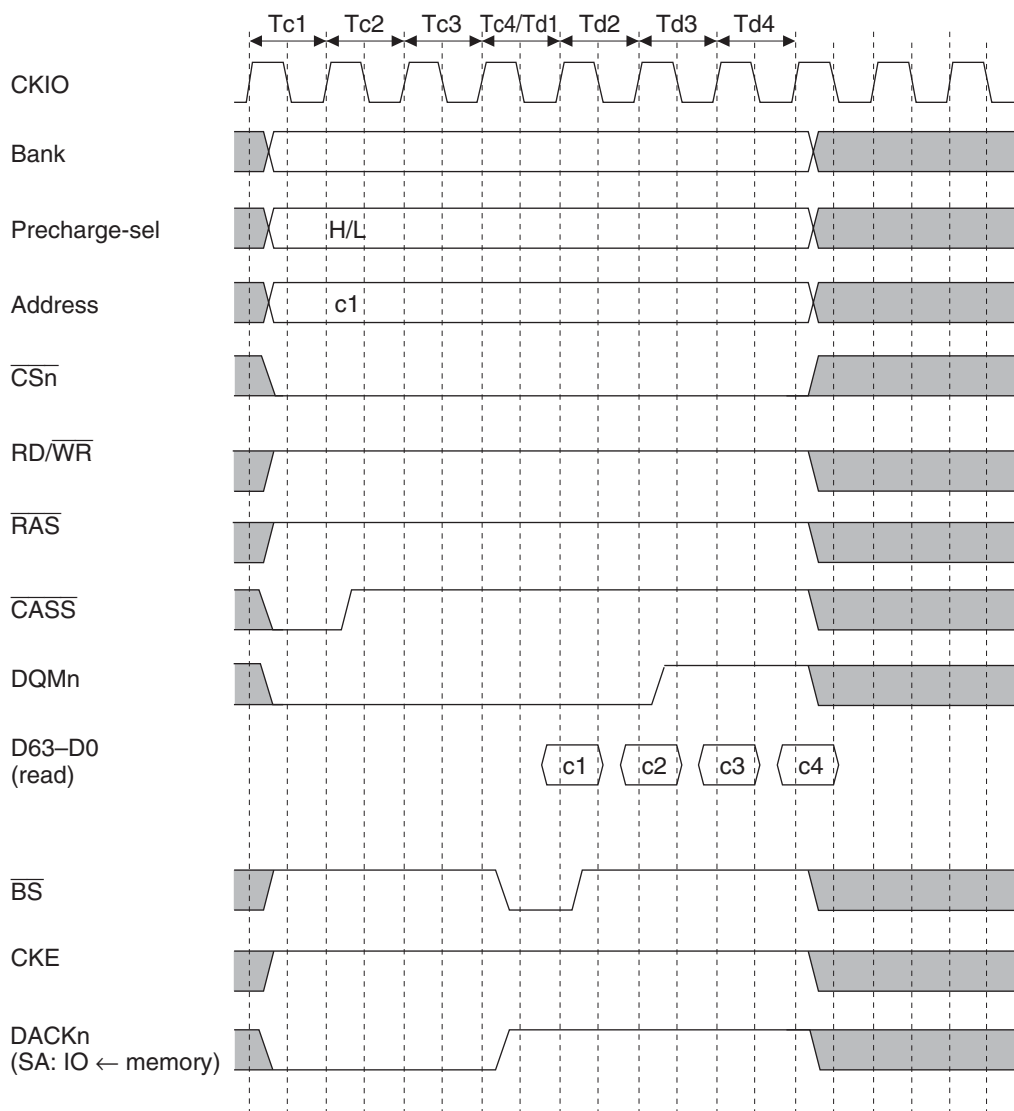 Tc1 Tc2 Tc3 Tc4/Td1 Td2 Td3 Td4
CKIO
Bank
Precharge-sel H/L
Address c1
CSn
RD/WR
RAS
CASS
DQMn
D63–D0
(read) c1 c2 c3 c4
BS
CKE
DACKn
(SA: IO ← memory)